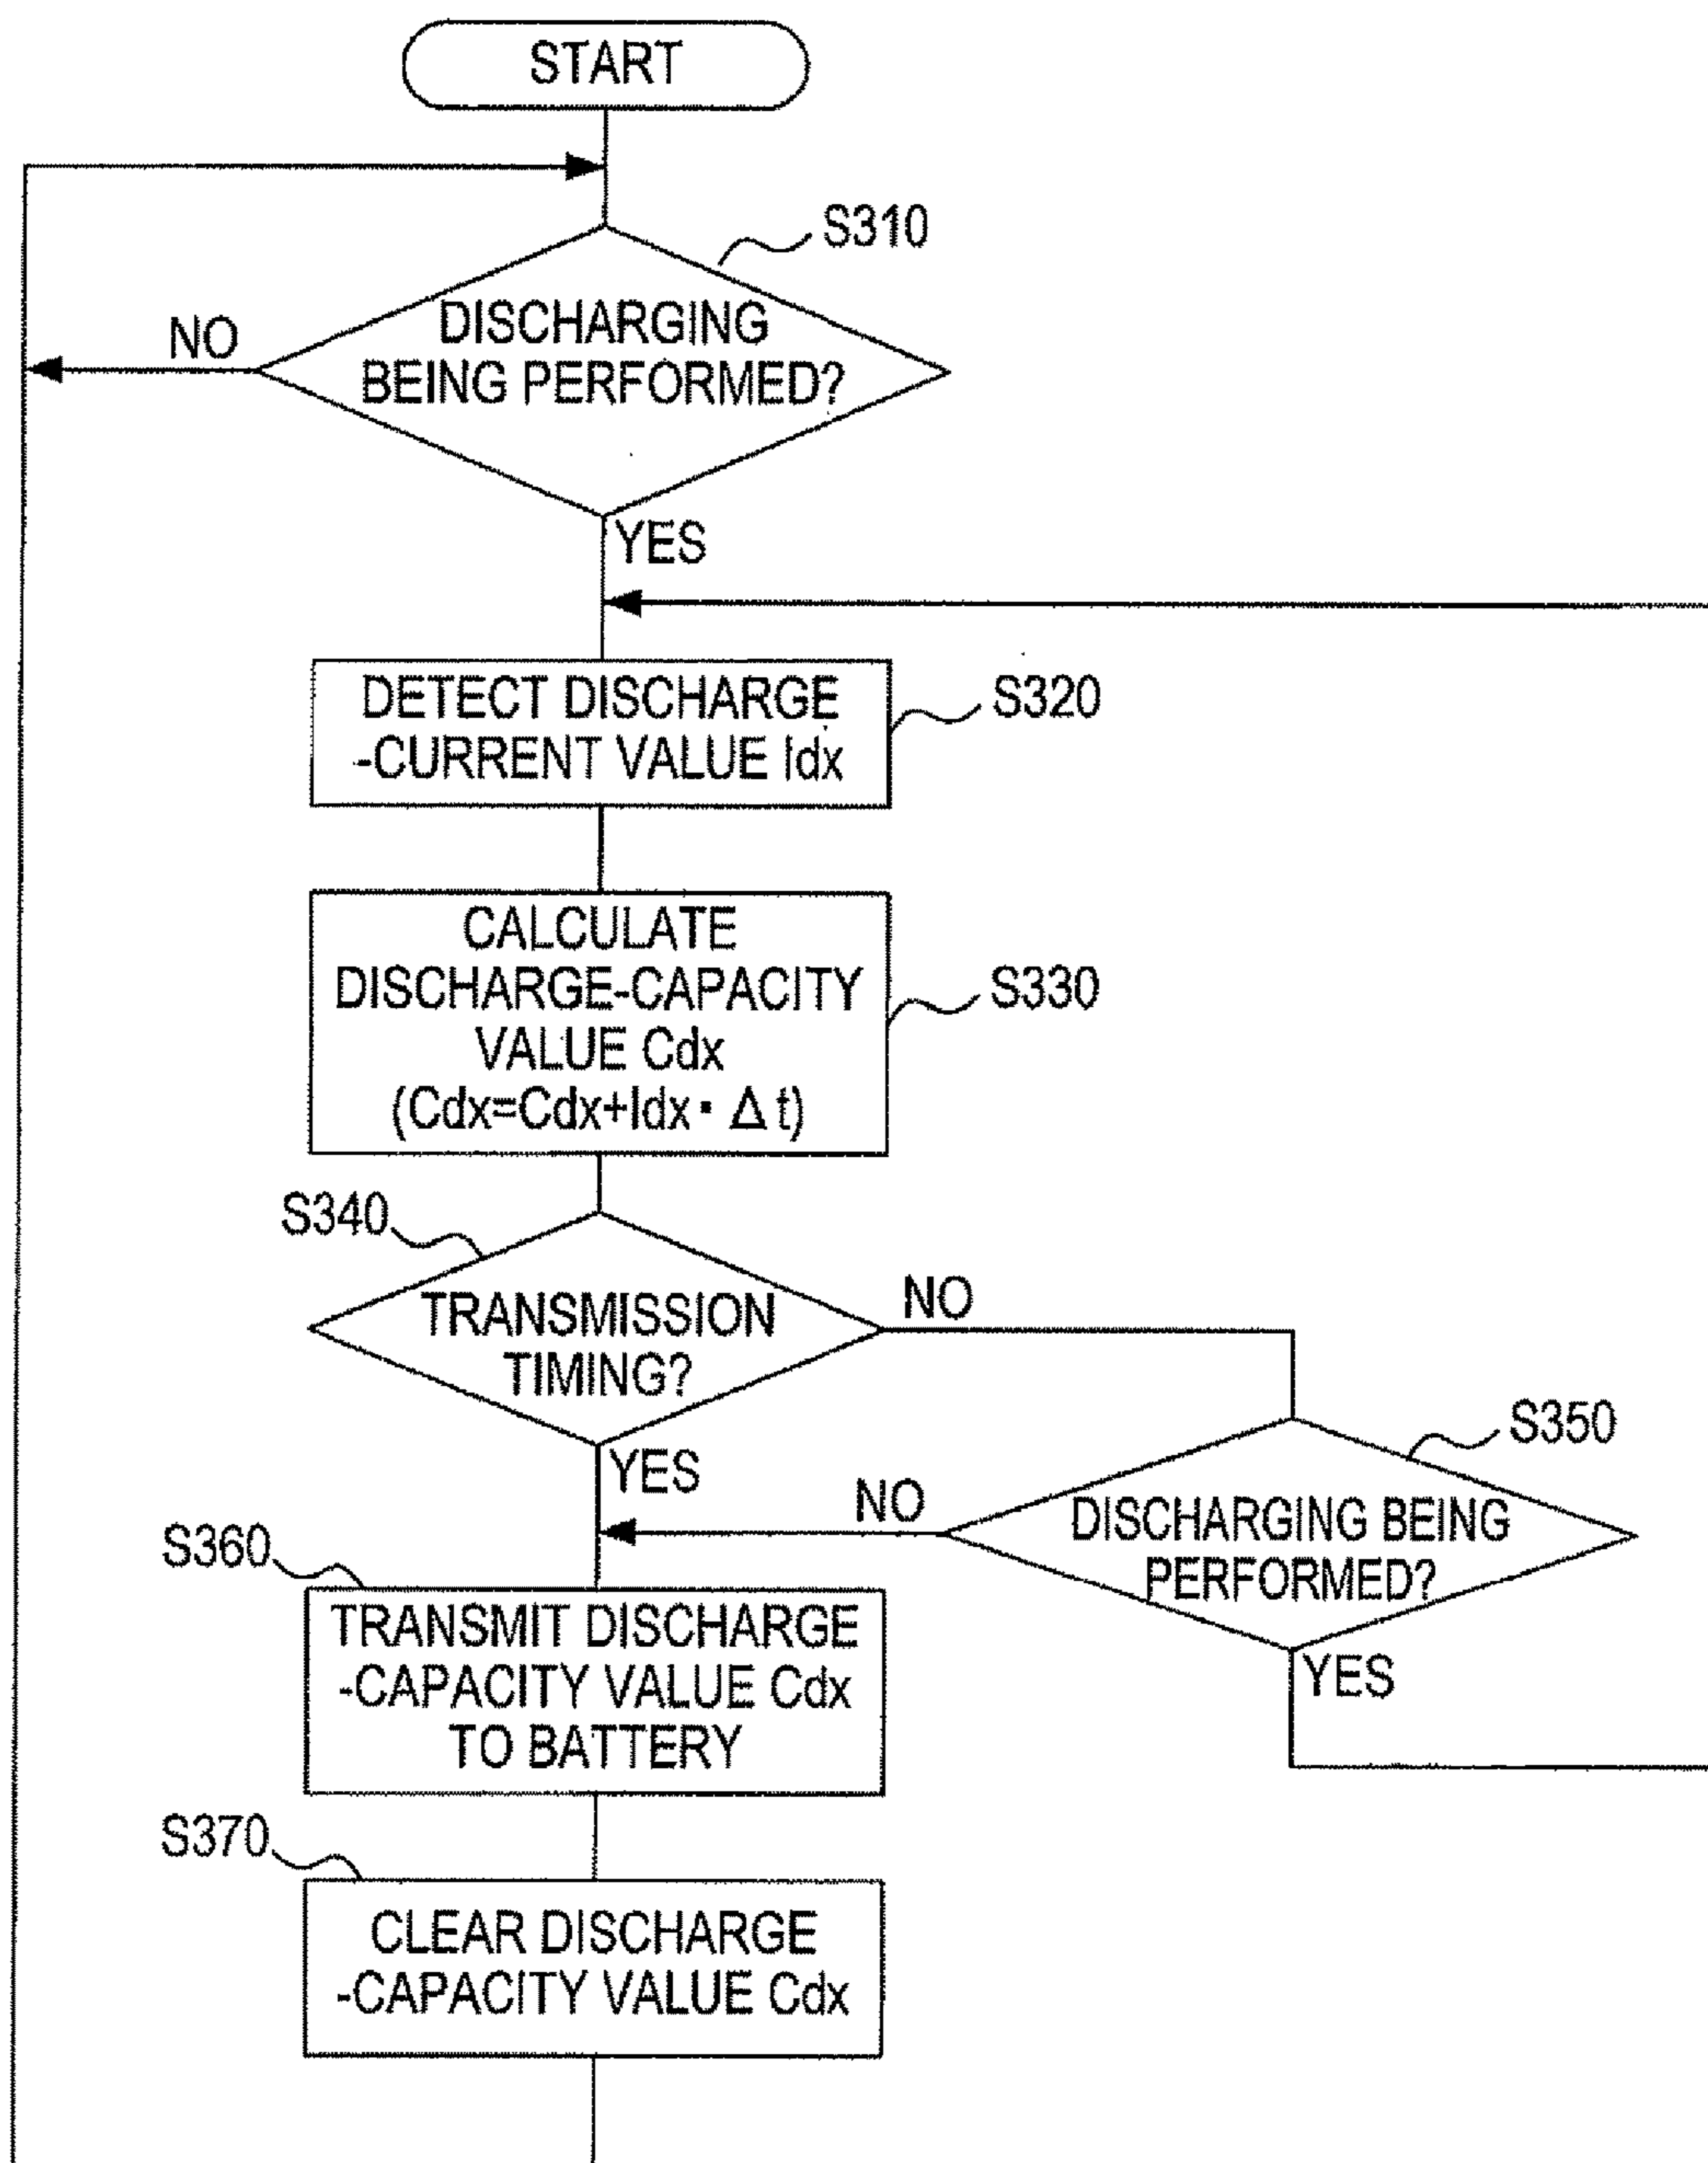 START
S310
DISCHARGING
BEING PERFORMED?
NO
YES
DETECT DISCHARGE
-CURRENT VALUE Idx
S320
CALCULATE
DISCHARGE-CAPACITY
VALUE Cdx
(Cdx=Cdx+Idx・Δt)
S330
S340
TRANSMISSION
TIMING?
NO
YES
S350
DISCHARGING BEING
PERFORMED?
NO
YES
S360
TRANSMIT DISCHARGE
-CAPACITY VALUE Cdx
TO BATTERY
S370
CLEAR DISCHARGE
-CAPACITY VALUE Cdx